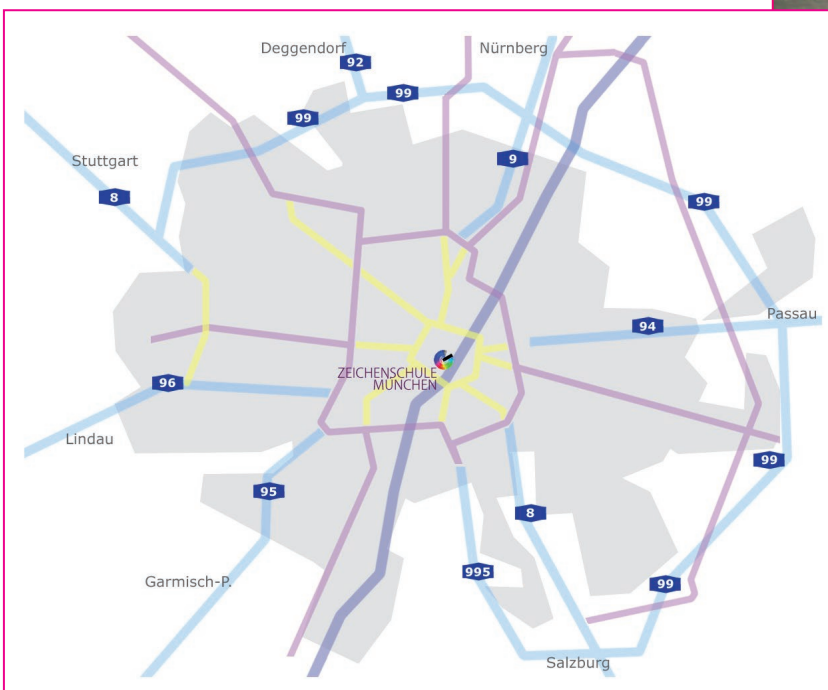 Deggendorf
Nürnberg
92
99
99
9
Stuttgart
8
99
Passau
94
ZEICHENSCHULE
MÜNCHEN
96
Lindau
99
95
8
995
Garmisch-P.
99
Salzburg